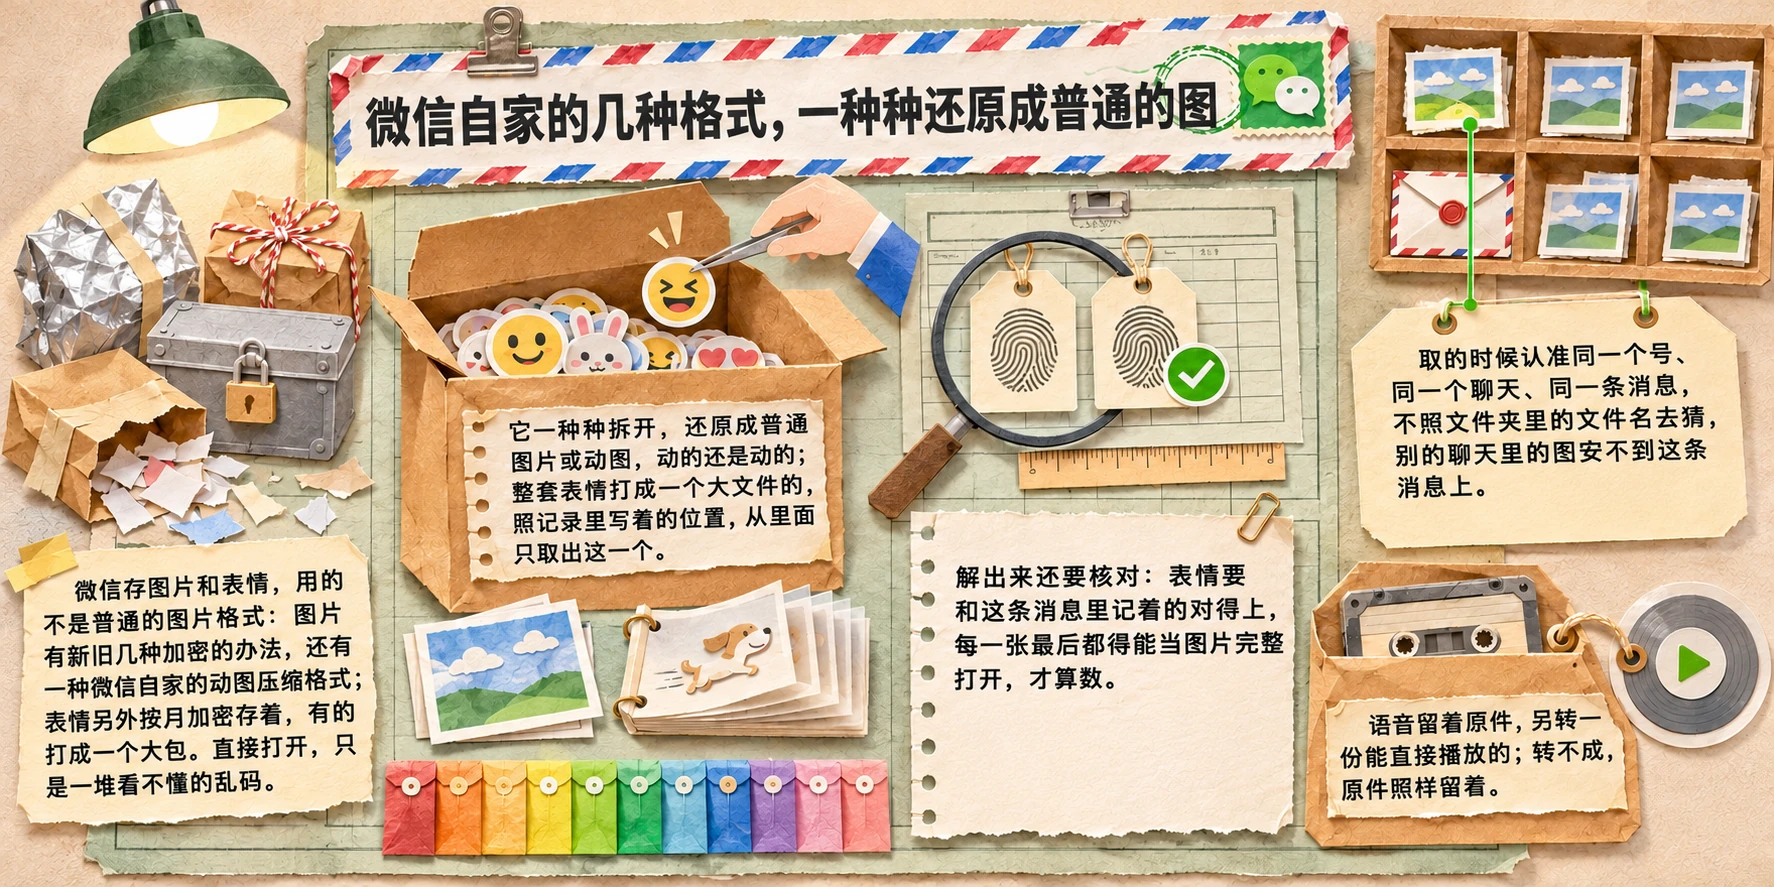 微信自家的几种格式，一种种还原成普通的图
微信存图片和表情，用的
不是普通的图片格式：图片
有新旧几种加密的办法，还有
一种微信自家的动图压缩格式；
表情另外按月加密存着，有的
打成一个大包。直接打开，只
是一堆看不懂的乱码。
它一种种拆开，还原成普通
图片或动图，动的还是动的；
整套表情打成一个大文件的，
照记录里写着的位置，从里面
只取出这一个。
解出来还要核对：表情要
和这条消息里记着的对得上，
每一张最后都得能当图片完整
打开，才算数。
取的时候认准同一个号、
同一个聊天、同一条消息，
不照文件夹里的文件名去猜，
别的聊天里的图安不到这条
消息上。
语音留着原件，另转一
份能直接播放的；转不成，
原件照样留着。